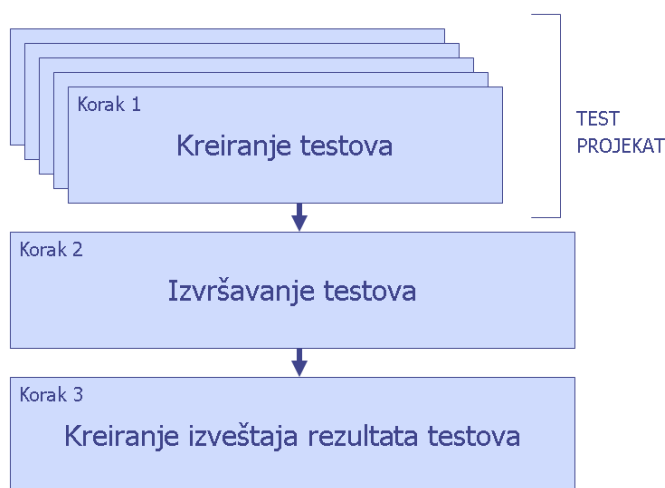 Korak 1
Kreiranje testova
TEST
PROJEKAT
Korak 2
Izvršavanje testova
Korak 3
Kreiranje izveštaja rezultata testova